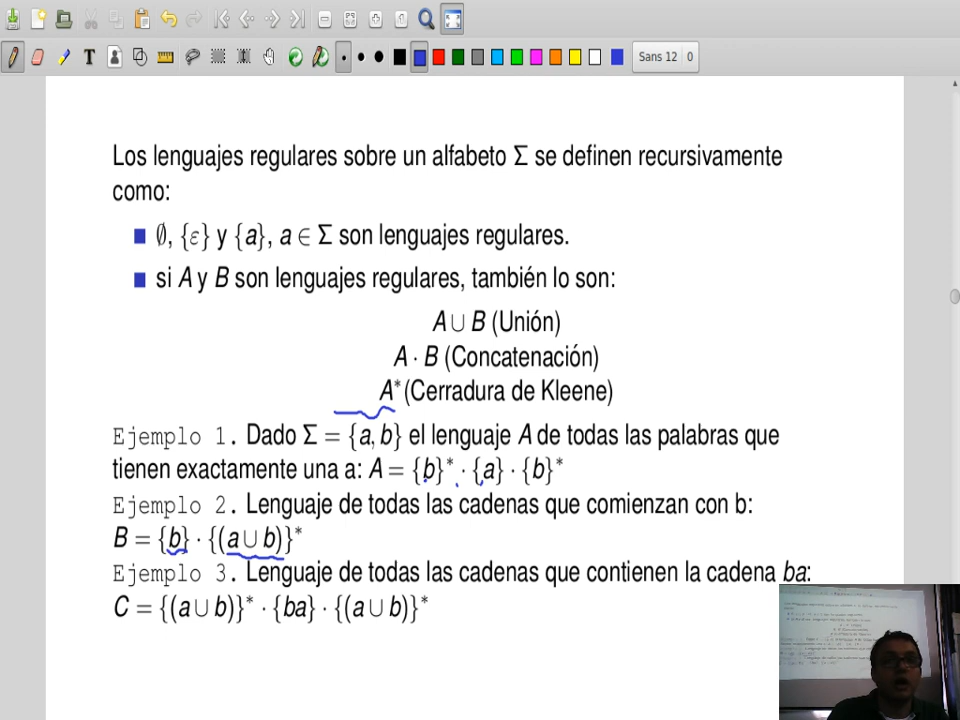 Sans 12 0
Los lenguajes regulares sobre un alfabeto Σ se definen recursivamente
como:
∅, {ε} y {a}, a ∈ Σ son lenguajes regulares.
si A y B son lenguajes regulares, también lo son:
A ∪ B (Unión)
A · B (Concatenación)
A* (Cerradura de Kleene)
Ejemplo 1. Dado Σ = {a, b} el lenguaje A de todas las palabras que
tienen exactamente una a: A = {b}* · {a} · {b}*
Ejemplo 2. Lenguaje de todas las cadenas que comienzan con b:
B = {b} · {(a ∪ b)}*
Ejemplo 3. Lenguaje de todas las cadenas que contienen la cadena ba:
C = {(a ∪ b)}* · {ba} · {(a ∪ b)}*